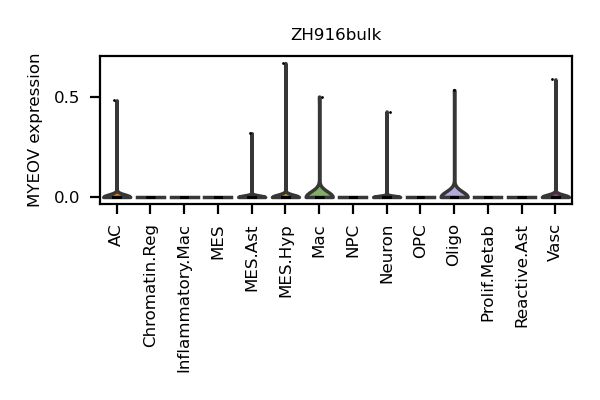 ZH916bulk
MYEOV expression
0.5
0.0
AC
Chromatin.Reg
Inflammatory.Mac
MES
MES.Ast
MES.Hyp
Mac
NPC
Neuron
OPC
Oligo
Prolif.Metab
Reactive.Ast
Vasc